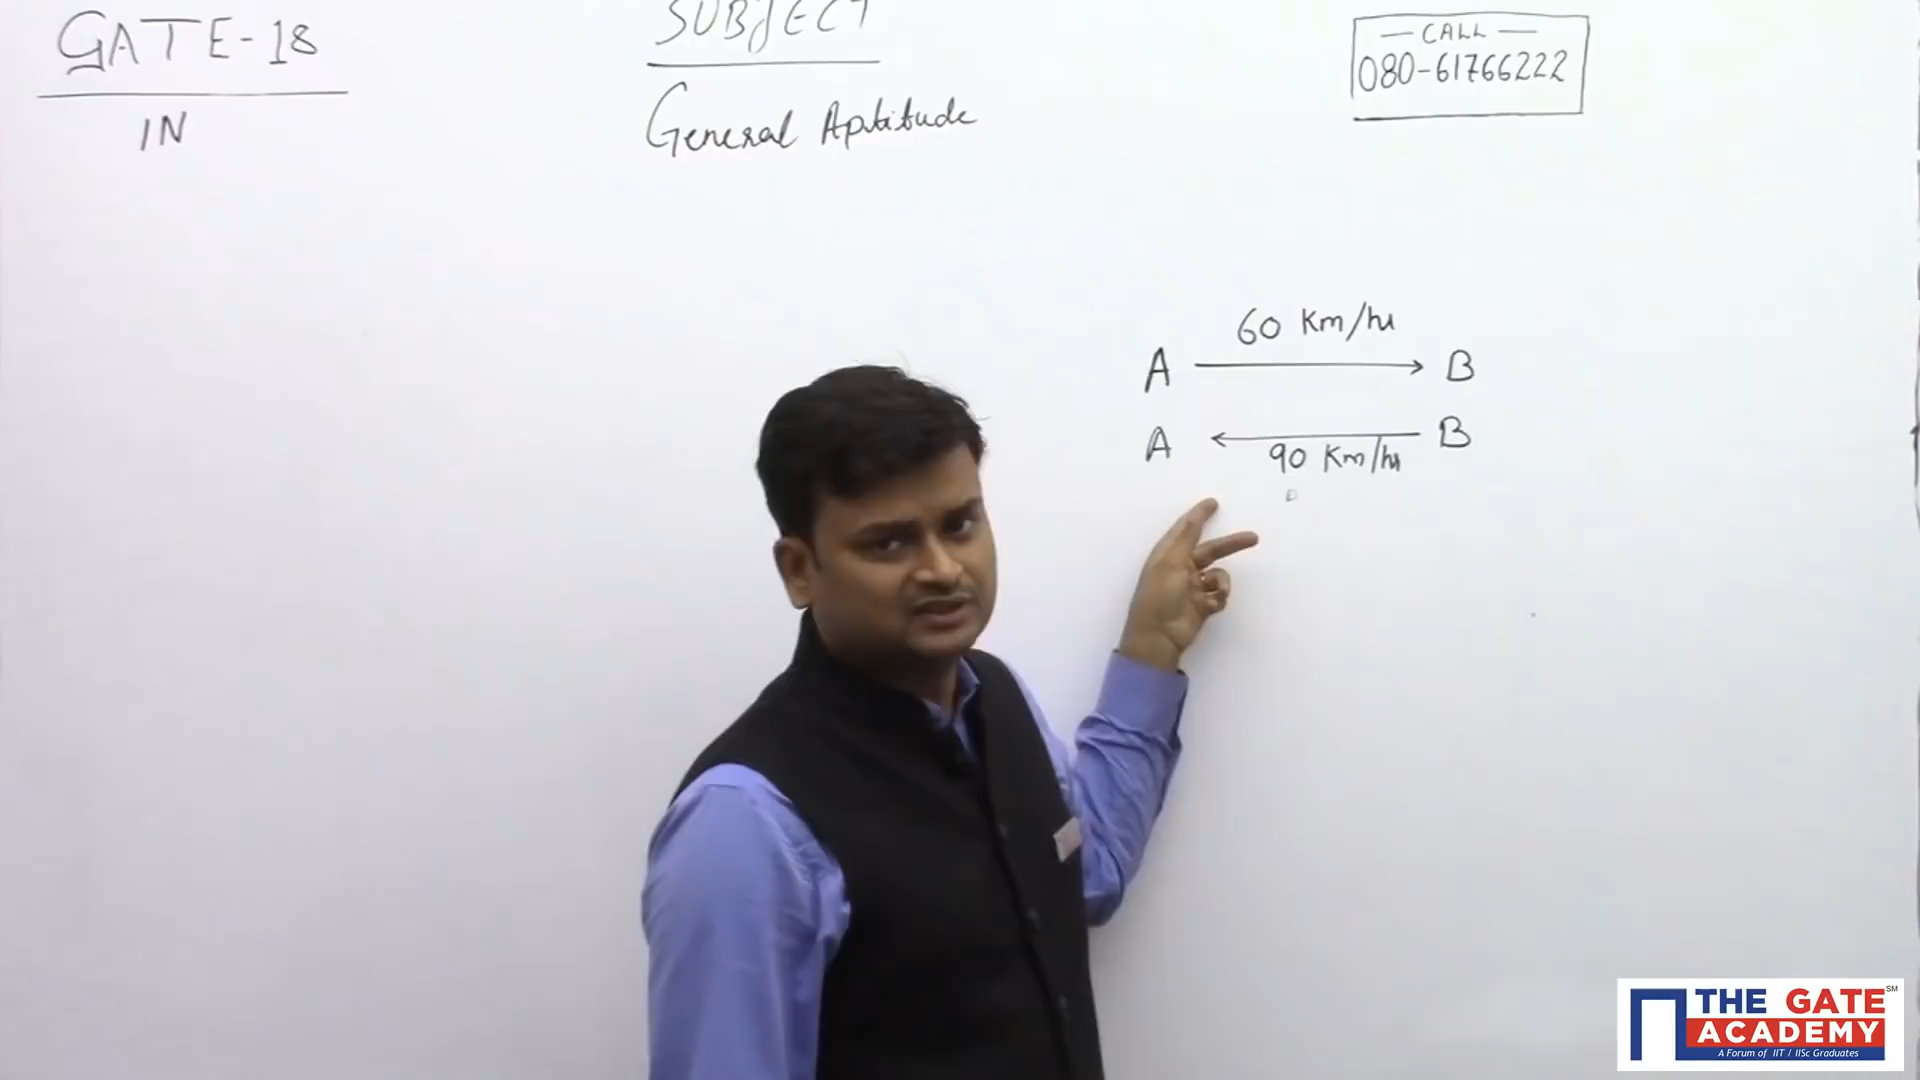 GATE-18
IN
SUBJECT
General Aptitude
— CALL —
080-61766222
60 Km/hr
A → B
A ← B
90 Km/hr
THE GATE SM
ACADEMY
A Forum of IIT / IISc Graduates